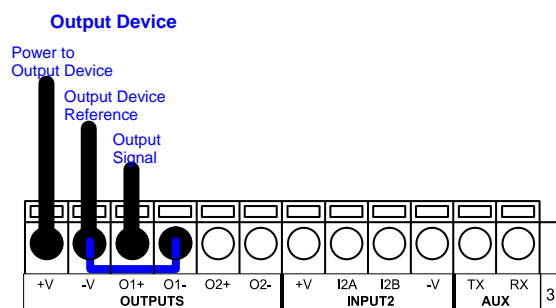 Output Device
Power to
Output Device
Output Device
Reference
Output
Signal
+V -V O1+ O1- O2+ O2- +V I2A I2B -V TX RX
OUTPUTS INPUT2 AUX
3